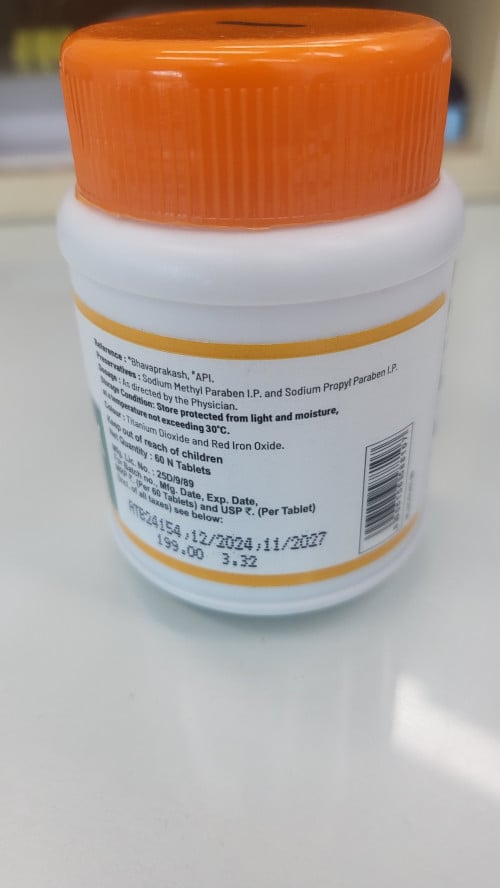 Reference : *Bhavaprakash, #API.
Preservatives : Sodium Methyl Paraben I.P. and Sodium Propyl Paraben I.P.
Dosage : As directed by the Physician.
Storage Condition: Store protected from light and moisture,
at a temperature not exceeding 30°C.
Colour : Titanium Dioxide and Red Iron Oxide.
Keep out of reach of children
Net Quantity : 60 N Tablets
Mfg. Lic. No. : 25D/9/89
For Batch no., Mfg. Date, Exp. Date,
MRP ₹. (Per 60 Tablets) and USP ₹. (Per Tablet)
(Incl. of all taxes) see below:
ATB24154,12/2024,11/2027
199.00 3.32